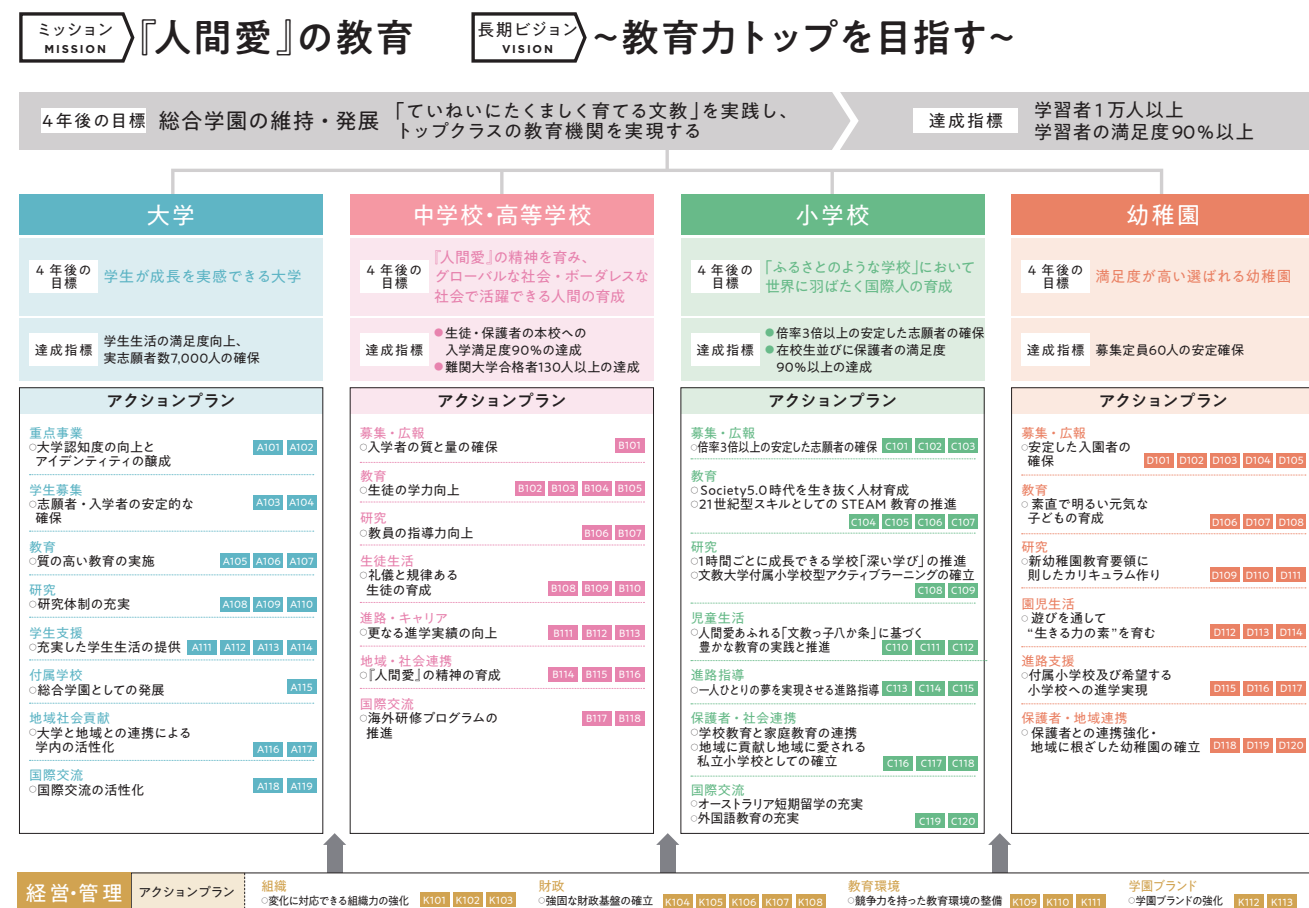 ミッション
MISSION
『人間愛』の教育
長期ビジョン
VISION
～教育力トップを目指す～
4年後の目標
総合学園の維持・発展
「ていねいにたくましく育てる文教」を実践し、
トップクラスの教育機関を実現する
達成指標
学習者1万人以上
学習者の満足度90%以上
大学
4年後の
目標
学生が成長を実感できる大学
達成指標
学生生活の満足度向上、
実志願者数7,000人の確保
アクションプラン
重点事業
○大学認知度の向上と
アイデンティティの醸成
A101 A102
学生募集
○志願者・入学者の安定的な
確保
A103 A104
教育
○質の高い教育の実施 A105 A106 A107
研究
○研究体制の充実 A108 A109 A110
学生支援
○充実した学生生活の提供 A111 A112 A113 A114
付属学校
○総合学園としての発展 A115
地域社会貢献
○大学と地域との連携による
学内の活性化 A116 A117
国際交流
○国際交流の活性化 A118 A119
中学校・高等学校
4年後の
目標
『人間愛』の精神を育み、
グローバルな社会・ボーダレスな
社会で活躍できる人間の育成
達成指標
●生徒・保護者の本校への
入学満足度90%の達成
●難関大学合格者130人以上の達成
アクションプラン
募集・広報
○入学者の質と量の確保 B101
教育
○生徒の学力向上 B102 B103 B104 B105
研究
○教員の指導力向上 B106 B107
生徒生活
○礼儀と規律ある
生徒の育成 B108 B109 B110
進路・キャリア
○更なる進学実績の向上 B111 B112 B113
地域・社会連携
○『人間愛』の精神の育成 B114 B115 B116
国際交流
○海外研修プログラムの
推進
B117 B118
小学校
4年後の
目標
「ふるさとのような学校」において
世界に羽ばたく国際人の育成
達成指標
●倍率3倍以上の安定した志願者の確保
●在校生並びに保護者の満足度
90%以上の達成
アクションプラン
募集・広報
○倍率3倍以上の安定した志願者の確保 C101 C102 C103
教育
○Society5.0時代を生き抜く人材育成
○21世紀型スキルとしてのSTEAM教育の推進
C104 C105 C106 C107
研究
○1時間ごとに成長できる学校「深い学び」の推進
○文教大学付属小学校型アクティブラーニングの確立
C108 C109
児童生活
○人間愛あふれる「文教っ子八か条」に基づく
豊かな教育の実践と推進 C110 C111 C112
進路指導
○一人ひとりの夢を実現させる進路指導 C113 C114 C115
保護者・社会連携
○学校教育と家庭教育の連携
○地域に貢献し地域に愛される
私立小学校としての確立 C116 C117 C118
国際交流
○オーストラリア短期留学の充実
○外国語教育の充実 C119 C120
幼稚園
4年後の
目標
満足度が高い選ばれる幼稚園
達成指標
募集定員60人の安定確保
アクションプラン
募集・広報
○安定した入園者の
確保 D101 D102 D103 D104 D105
教育
○素直で明るい元気な
子どもの育成 D106 D107 D108
研究
○新幼稚園教育要領に
則したカリキュラム作り D109 D110 D111
園児生活
○遊びを通して
“生きる力の素”を育む D112 D113 D114
進路支援
○付属小学校及び希望する
小学校への進学実現 D115 D116 D117
保護者・地域連携
○保護者との連携強化・
地域に根ざした幼稚園の確立 D118 D119 D120
経営・管理
アクションプラン
組織
○変化に対応できる組織力の強化 K101 K102 K103
財政
○強固な財政基盤の確立 K104 K105 K106 K107 K108
教育環境
○競争力を持った教育環境の整備 K109 K110 K111
学園ブランド
○学園ブランドの強化 K112 K113